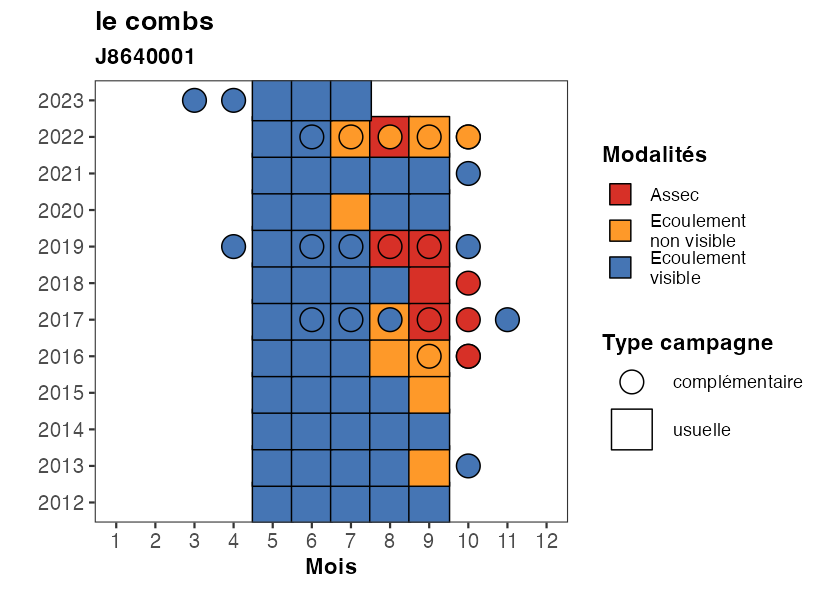 le combs
J8640001
2023
2022
2021
2020
2019
2018
2017
2016
2015
2014
2013
2012
1 2 3 4 5 6 7 8 9 10 11 12
Mois
Modalités
Assec
Ecoulement
non visible
Ecoulement
visible
Type campagne
complémentaire
usuelle